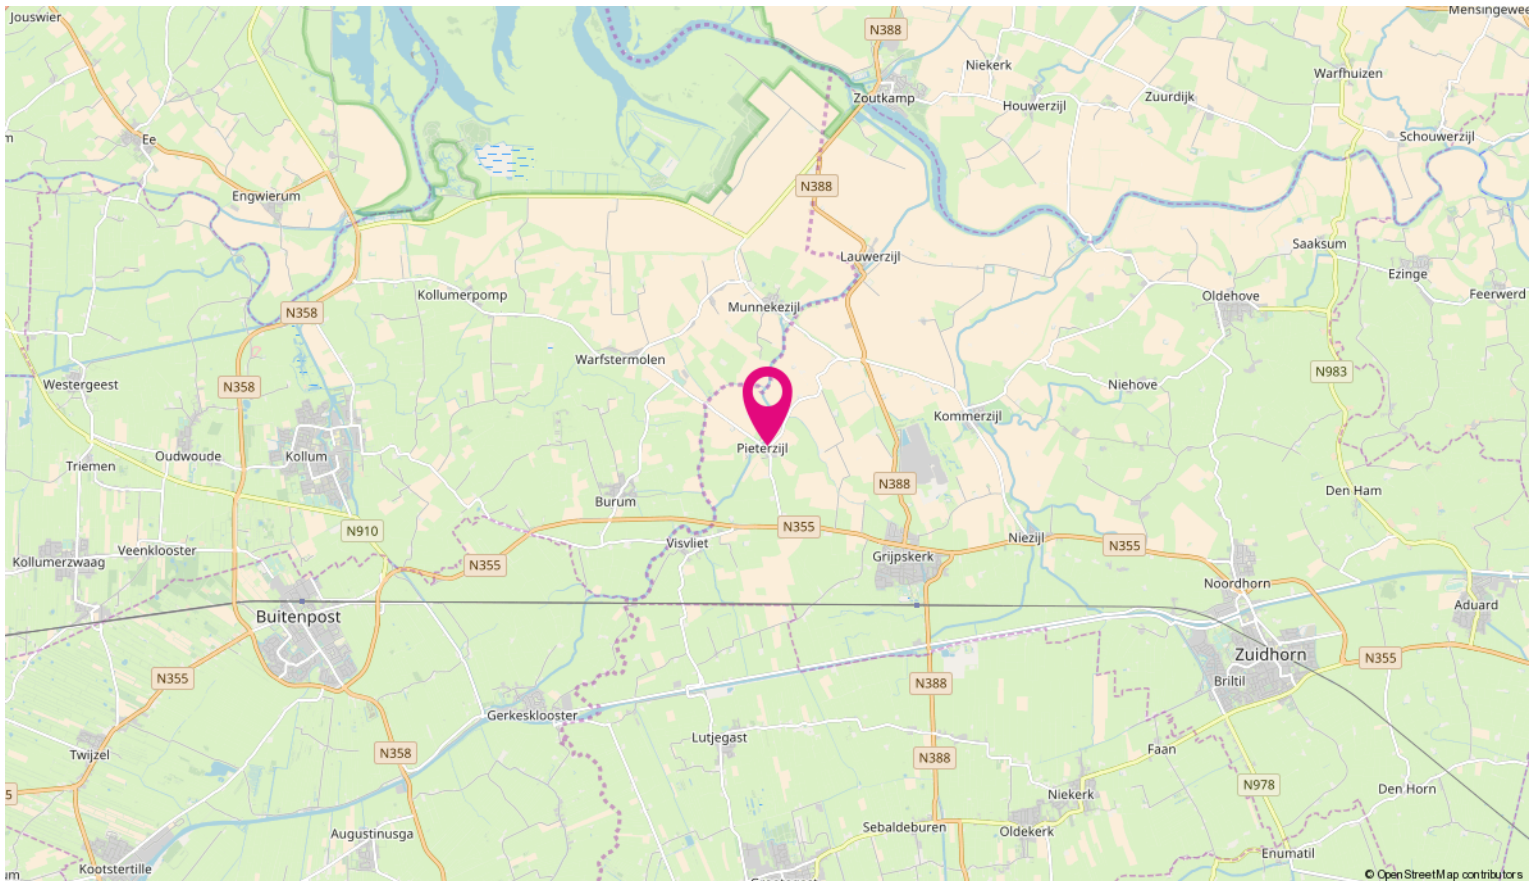 Jouswier
Mensingewee
N388
Niekerk
Warfhuizen
Zoutkamp
Houwerzijl
Zuurdijk
Schouwerzijl
Ee
m
N388
Engwierum
Saaksum
Lauwerzijl
Ezinge
Kollumerpomp
Oldehove
Feerwerd
Munnekezijl
N358
Warfstermolen
N983
Westergeest
N358
Niehove
Kommerzijl
Pieterzijl
Oudwoude
Kollum
Triemen
N388
Den Ham
Burum
N355
N910
Visvliet
Niezijl
N355
Veenklooster
Grijpskerk
Kollumerzwaag
N355
Noordhorn
Aduard
Buitenpost
Zuidhorn
N355
N355
Briltil
N388
Gerkesklooster
Lutjegast
Faan
Twijzel
N358
N388
N978
Den Horn
5
Niekerk
Sebaldeburen
Oldekerk
Augustinusga
Enumatil
Kootstertille
um
© OpenStreetMap contributors